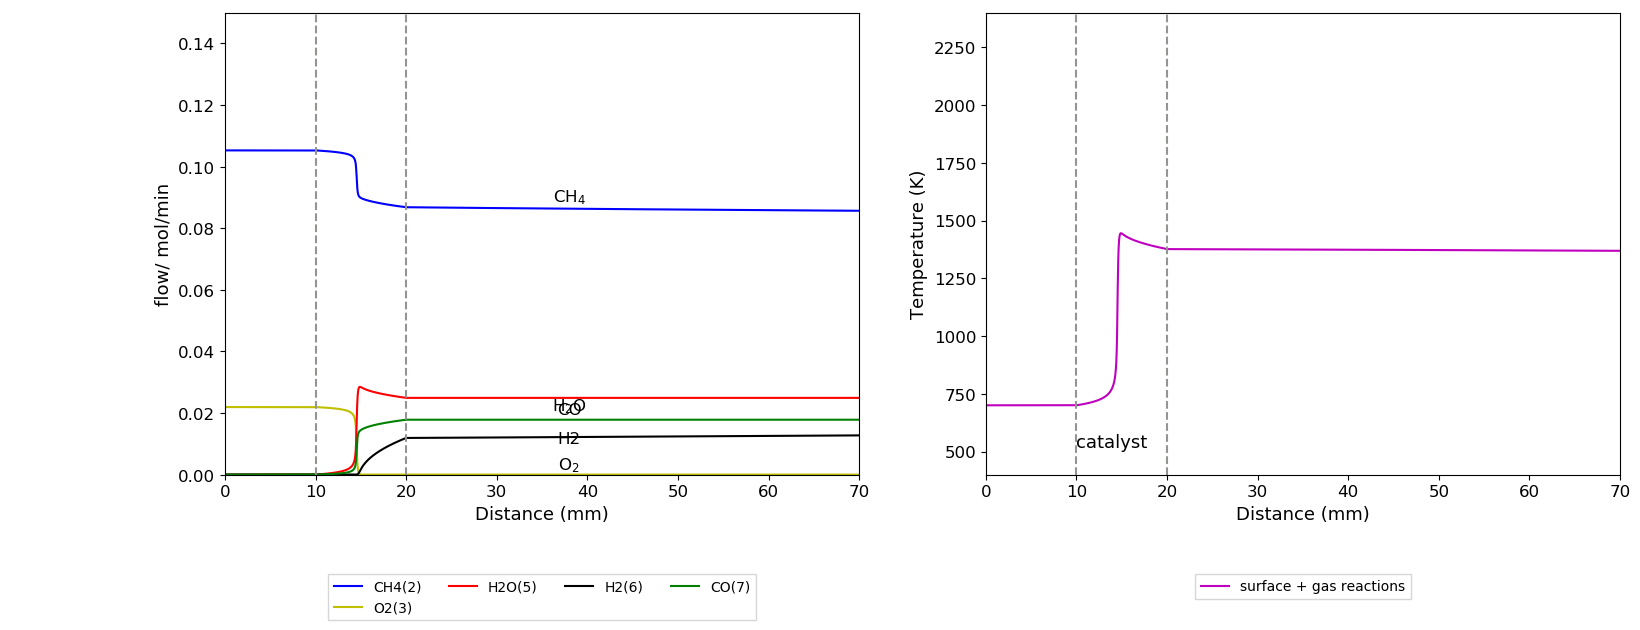 0.14
0.12
0.10
0.08
0.06
0.04
0.02
0.00
flow/ mol/min
CH4
H2O
CO
H2
O2
0 10 20 30 40 50 60 70
Distance (mm)
CH4(2) H2O(5) H2(6) CO(7)
O2(3)
2250
2000
1750
1500
1250
1000
750
500
Temperature (K)
catalyst
0 10 20 30 40 50 60 70
Distance (mm)
surface + gas reactions